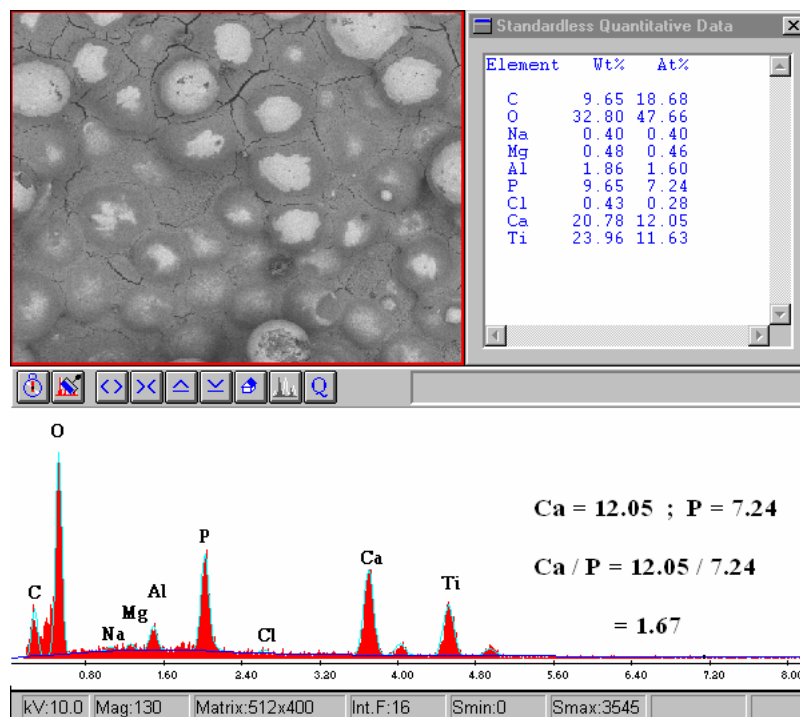 Standardless Quantitative Data
Element Wt% At%
C 9.65 18.68
O 32.80 47.66
Na 0.40 0.40
Mg 0.48 0.46
Al 1.86 1.60
P 9.65 7.24
Cl 0.43 0.28
Ca 20.78 12.05
Ti 23.96 11.63
Q
O
C
Na
Mg
Al
P
Cl
Ca
Ti
Ca = 12.05 ; P = 7.24
Ca / P = 12.05 / 7.24
= 1.67
0.80 1.60 2.40 3.20 4.00 4.80 5.60 6.40 7.20 8.00
kV:10.0 Mag:130 Matrix:512x400 Int.F:16 Smin:0 Smax:3545